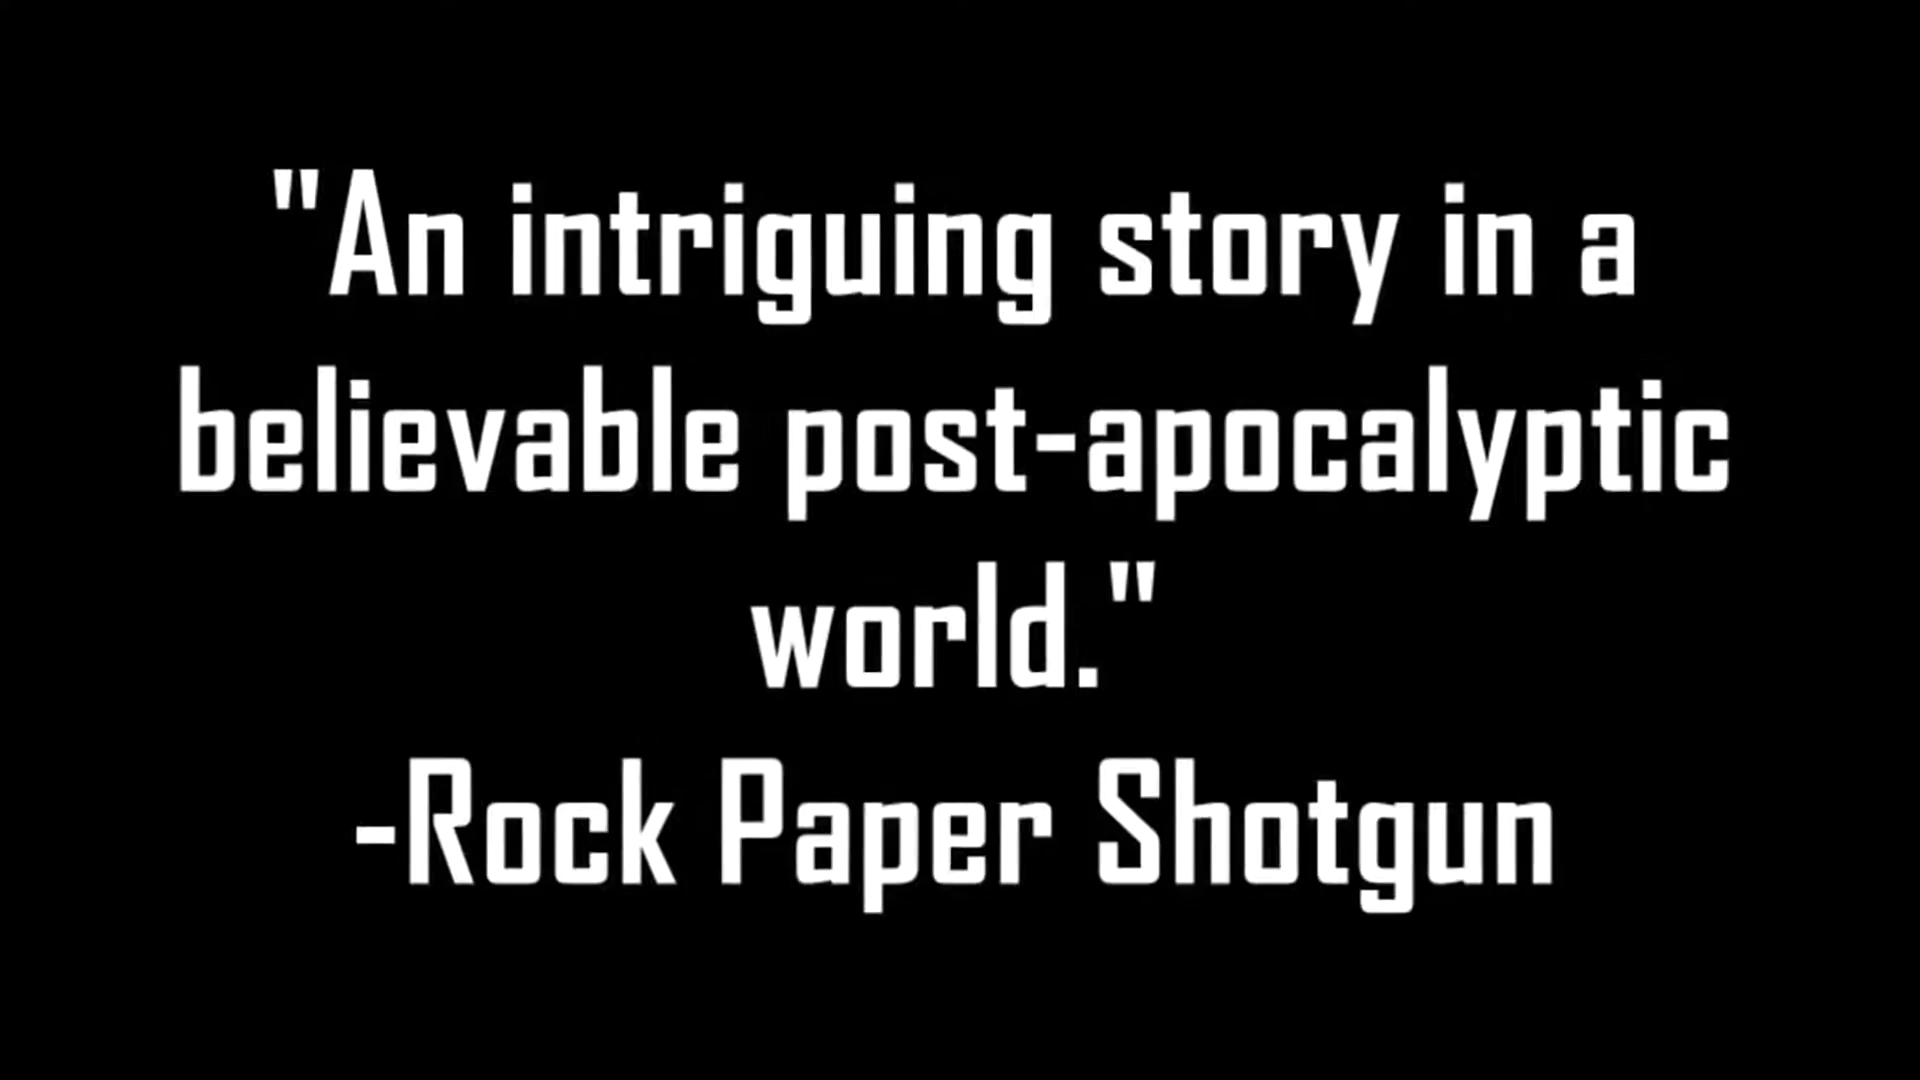 "An intriguing story in a
believable post-apocalyptic
world."
-Rock Paper Shotgun